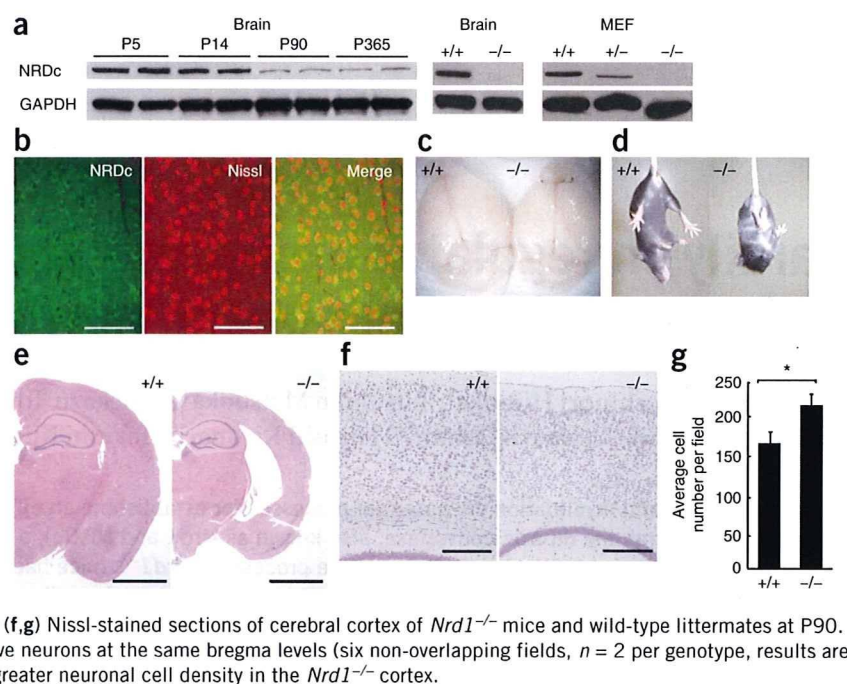 a
Brain
P5 P14 P90 P365
NRDc
GAPDH
Brain
+/+ −/−
MEF
+/+ +/− −/−
b
NRDc
Nissl
Merge
c
+/+ −/−
d
+/+ −/−
e
+/+ −/−
f
+/+ −/−
g
*
Average cell
number per field
250
200
150
100
50
0
+/+ −/−
(f,g) Nissl-stained sections of cerebral cortex of Nrd1−/− mice and wild-type littermates at P90.
ve neurons at the same bregma levels (six non-overlapping fields, n = 2 per genotype, results are
greater neuronal cell density in the Nrd1−/− cortex.